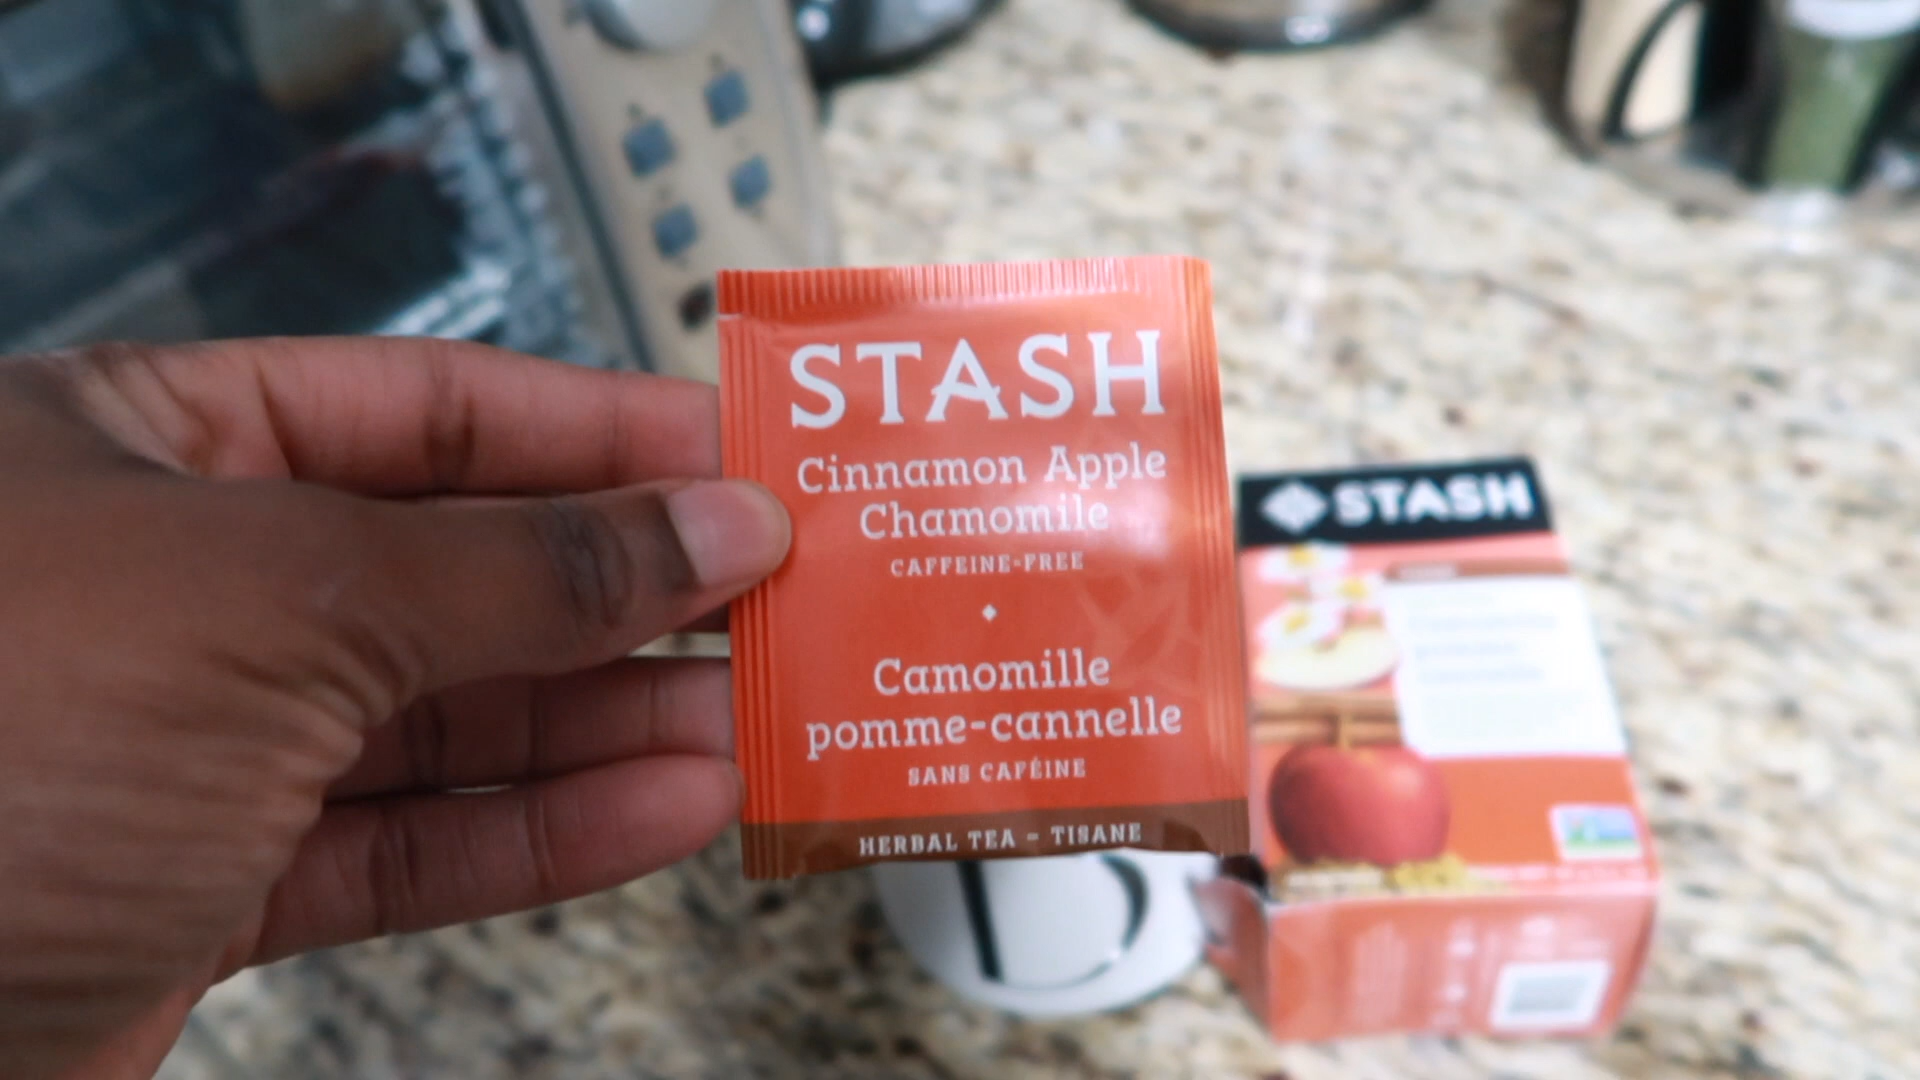 STASH
Cinnamon Apple
Chamomile
CAFFEINE-FREE
Camomille
pomme-cannelle
SANS CAFÉINE
HERBAL TEA – TISANE
STASH
D